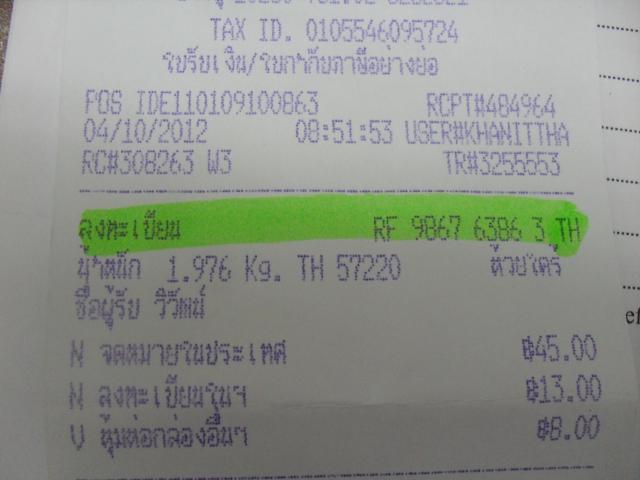 TAX ID. 0105546095724
ใบรับเงิน/ใบกำกับภาษีอย่างย่อ
POS IDE110109100863 RCPT#484964
04/10/2012 08:51:53 USER#KHANITTHA
RC#308263 W3 TR#3255553
ลงทะเบียน RF 9867 6386 3 TH
น้ำหนัก 1.976 Kg. TH 57220 ห้วยไคร้
ชื่อผู้รับ วิวัฒน์
N จดหมายในประเทศ ฿45.00
N ลงทะเบียนในฯ ฿13.00
V หุ้มห่อกล่องอื่นฯ ฿8.00